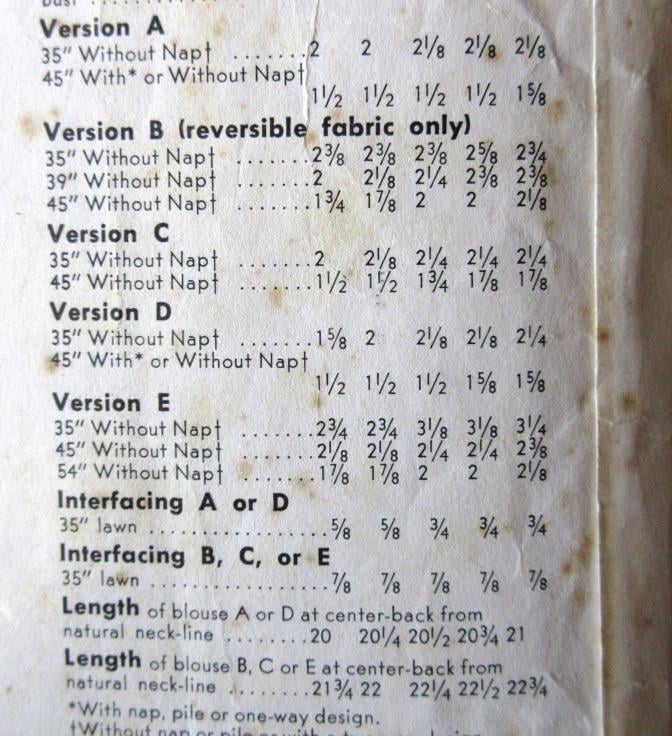 Bust . . . . . . . . . . .
Version A
35" Without Nap† . . . . . . . 2 2 2⅛ 2⅛ 2⅛
45" With* or Without Nap†
1½ 1½ 1½ 1½ 1⅝
Version B (reversible fabric only)
35" Without Nap† . . . . . . . 2⅜ 2⅜ 2⅜ 2⅝ 2¾
39" Without Nap† . . . . . . . 2 2⅛ 2¼ 2⅜ 2⅜
45" Without Nap† . . . . . . . 1¾ 1⅞ 2 2 2⅛
Version C
35" Without Nap† . . . . . . . 2 2⅛ 2¼ 2¼ 2¼
45" Without Nap† . . . . . . . 1½ 1½ 1¾ 1⅞ 1⅞
Version D
35" Without Nap† . . . . . . . 1⅝ 2 2⅛ 2⅛ 2¼
45" With* or Without Nap†
1½ 1½ 1½ 1⅝ 1⅝
Version E
35" Without Nap† . . . . . . . 2¾ 2¾ 3⅛ 3⅛ 3¼
45" Without Nap† . . . . . . . 2⅛ 2⅛ 2¼ 2¼ 2⅜
54" Without Nap† . . . . . . . 1⅞ 1⅞ 2 2 2⅛
Interfacing A or D
35" lawn . . . . . . . . . . . . . . . . . ⅝ ⅝ ¾ ¾ ¾
Interfacing B, C, or E
35" lawn . . . . . . . . . . . . . . . . . ⅞ ⅞ ⅞ ⅞ ⅞
Length of blouse A or D at center-back from
natural neck-line . . . . . . . . 20 20¼ 20½ 20¾ 21
Length of blouse B, C or E at center-back from
natural neck-line . . . . . . . . 21¾ 22 22¼ 22½ 22¾
*With nap, pile or one-way design.
†Without nap or pile or with a